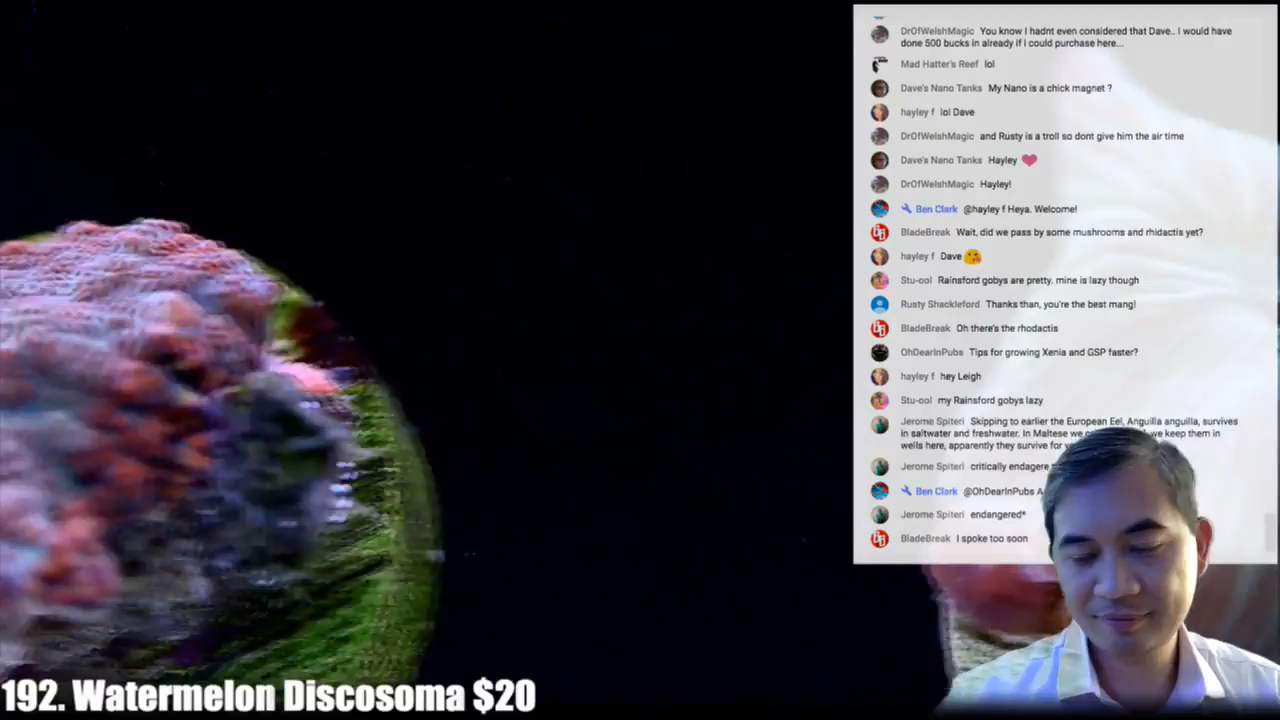 DrOfWelshMagic You know I hadnt even considered that Dave.. I would have
done 500 bucks in already if i could purchase here...
Mad Hatter's Reef lol
Dave's Nano Tanks My Nano is a chick magnet ?
hayley f lol Dave
DrOfWelshMagic and Rusty is a troll so dont give him the air time
Dave's Nano Tanks Hayley
DrOfWelshMagic Hayley!
Ben Clark @hayley f Heya. Welcome!
BladeBreak Wait, did we pass by some mushrooms and rhidactis yet?
hayley f Dave
Stu-ool Rainsford gobys are pretty. mine is lazy though
Rusty Shackleford Thanks than, you're the best mang!
BladeBreak Oh there's the rhodactis
OhDearInPubs Tips for growing Xenia and GSP faster?
hayley f hey Leigh
Stu-ool my Rainsford gobys lazy
Jerome Spiteri Skipping to earlier the European Eel, Anguilla anguilla, survives
in saltwater and freshwater. In Maltese we we keep them in
wells here, apparently they survive for
Jerome Spiteri critically endagere
Ben Clark @OhDearInPubs
Jerome Spiteri endangered*
BladeBreak I spoke too soon
192. Watermelon Discosoma $20